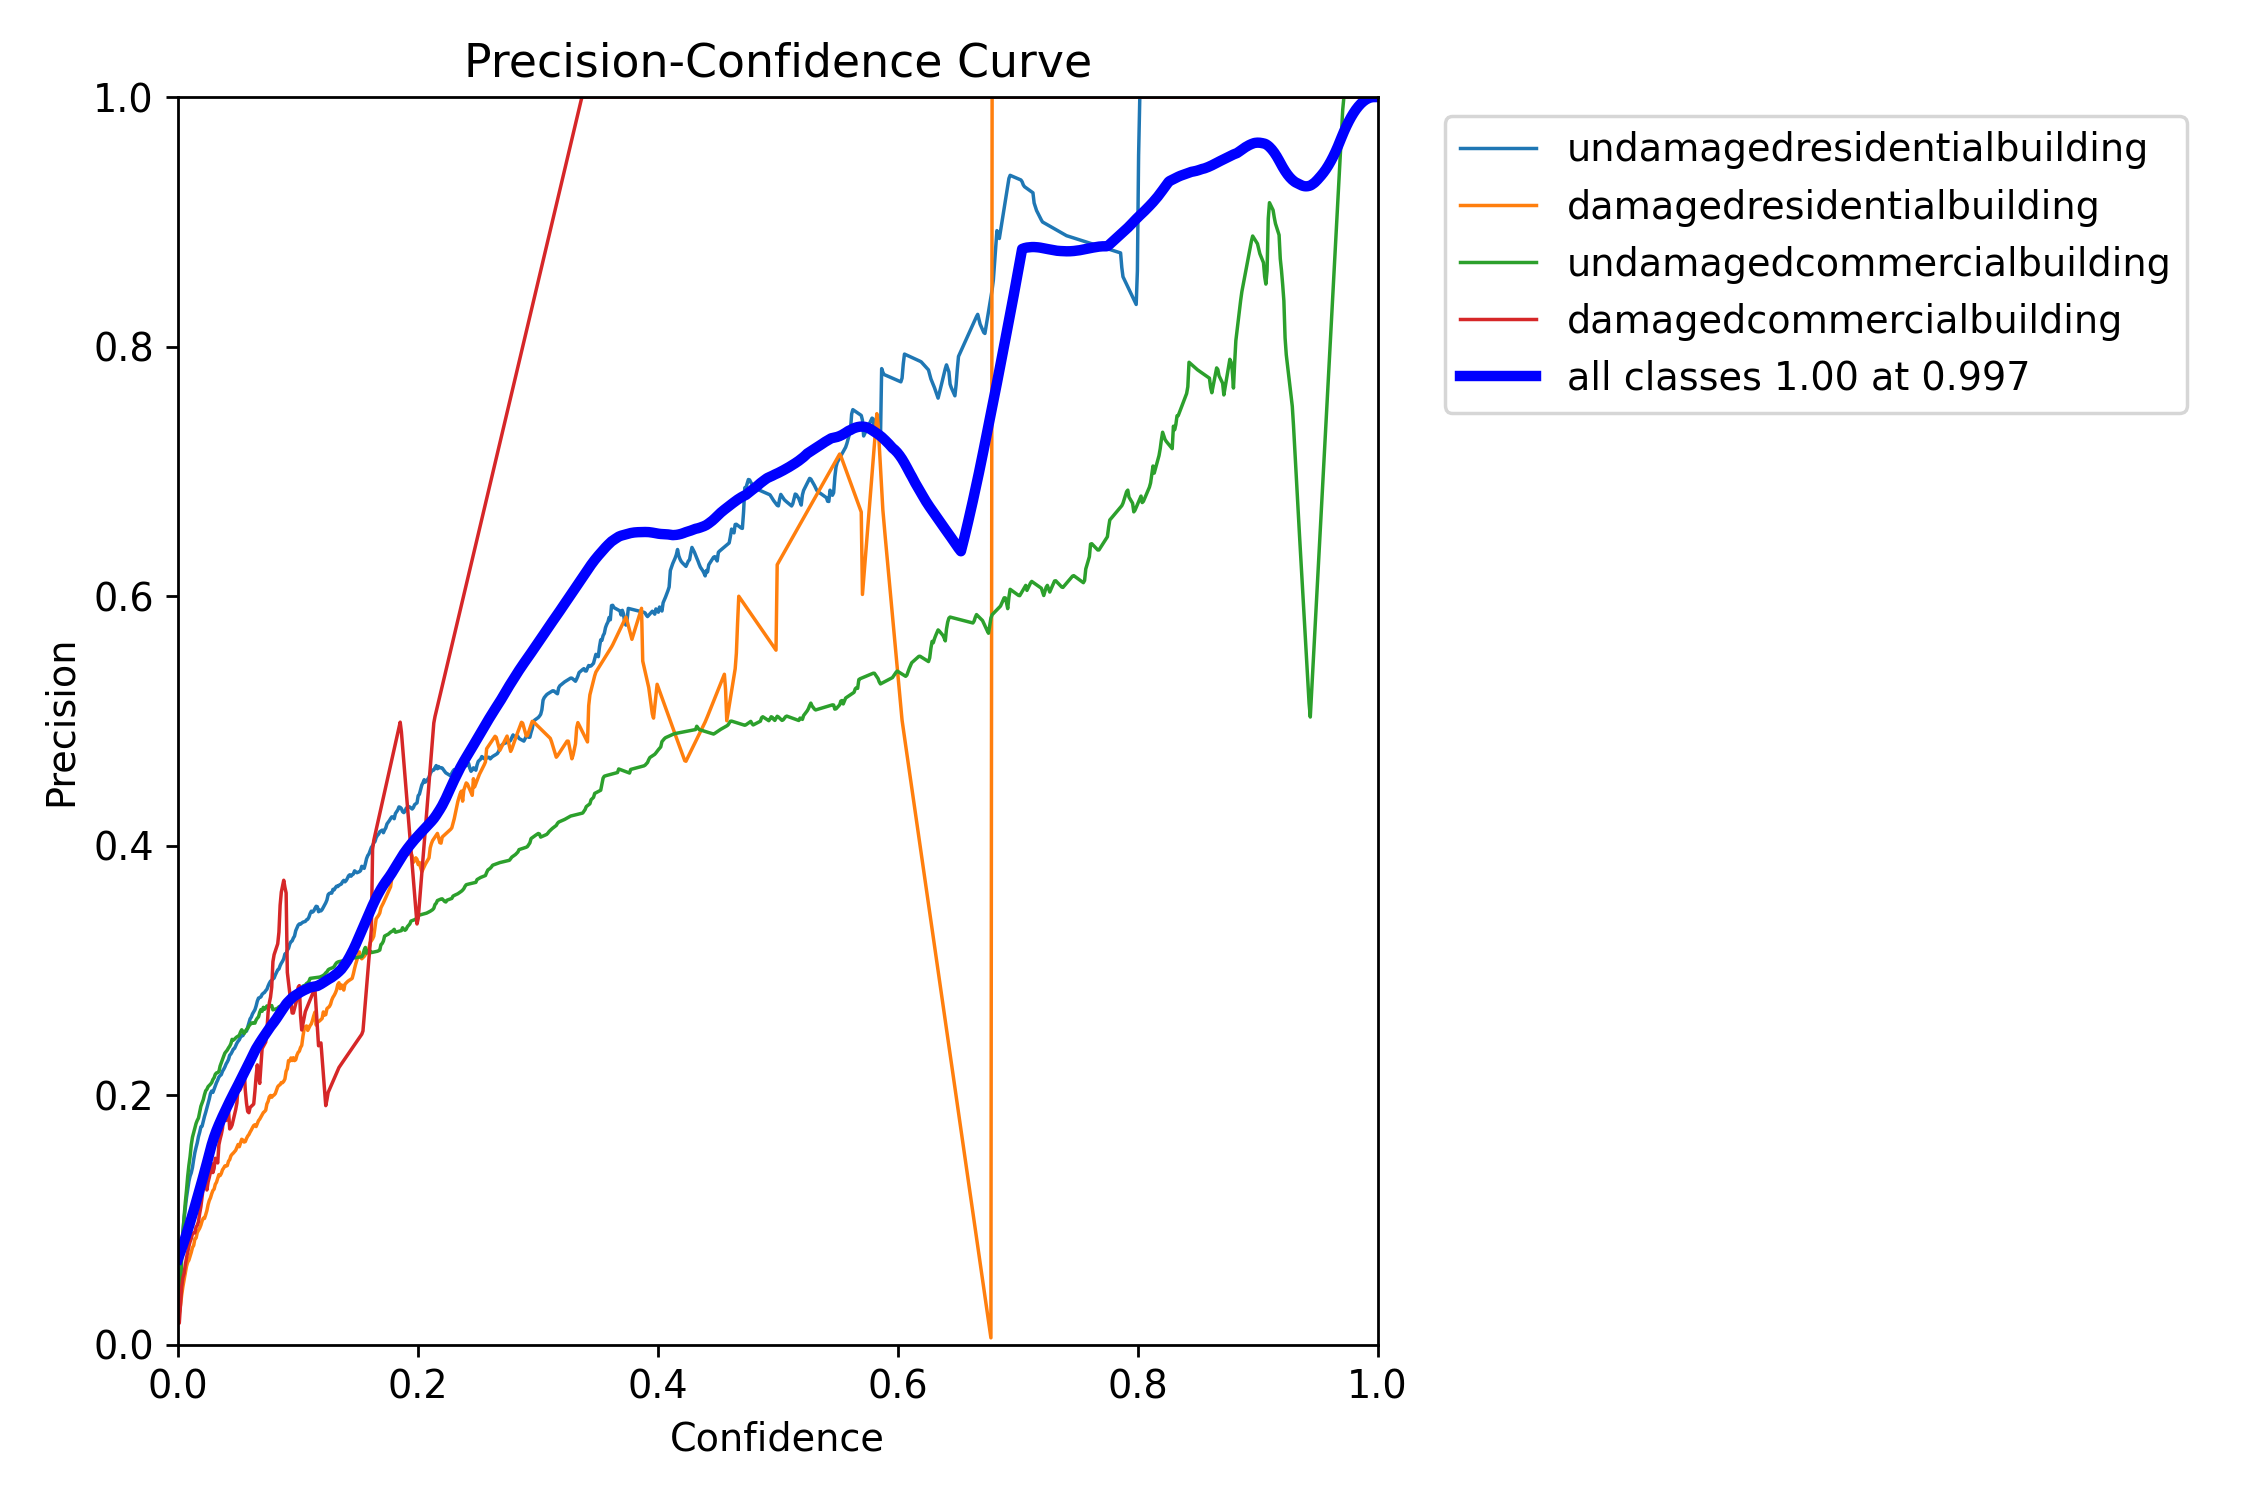 Precision-Confidence Curve
1.0
0.8
0.6
0.4
0.2
0.0
Precision
0.0 0.2 0.4 0.6 0.8 1.0
Confidence
undamagedresidentialbuilding
damagedresidentialbuilding
undamagedcommercialbuilding
damagedcommercialbuilding
all classes 1.00 at 0.997